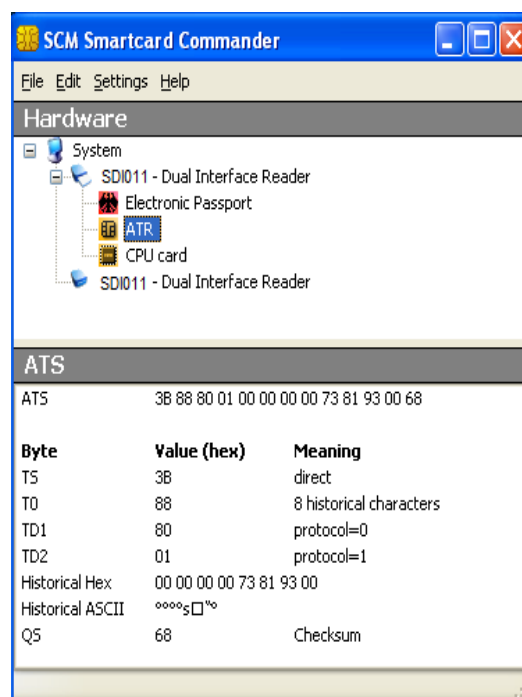 SCM Smartcard Commander
File Edit Settings Help
Hardware
System
SDI011 - Dual Interface Reader
Electronic Passport
ATR
CPU card
SDI011 - Dual Interface Reader
ATS
ATS 3B 88 80 01 00 00 00 00 73 81 93 00 68
Byte Value (hex) Meaning
TS 3B direct
T0 88 8 historical characters
TD1 80 protocol=0
TD2 01 protocol=1
Historical Hex 00 00 00 00 73 81 93 00
Historical ASCII °°°°s□"°
QS 68 Checksum